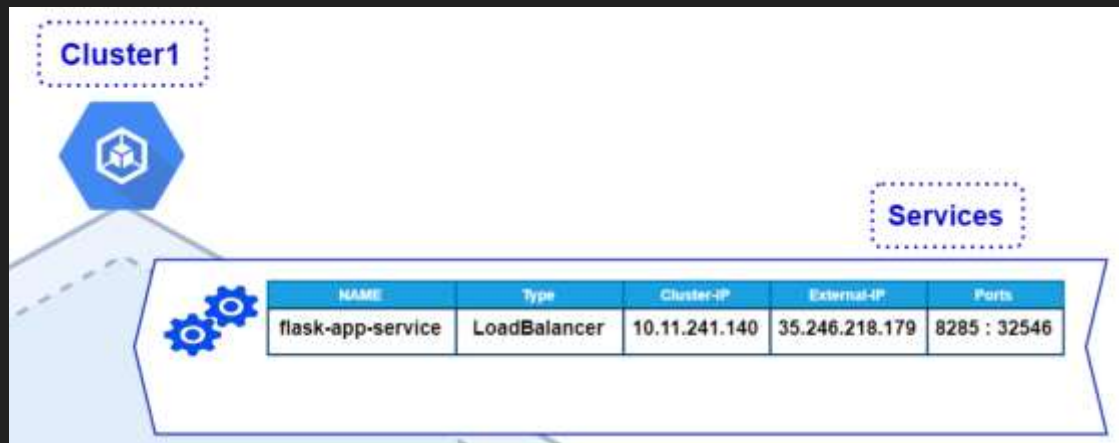 Cluster1
Services
NAME Type Cluster-IP External-IP Ports
flask-app-service LoadBalancer 10.11.241.140 35.246.218.179 8285 : 32546